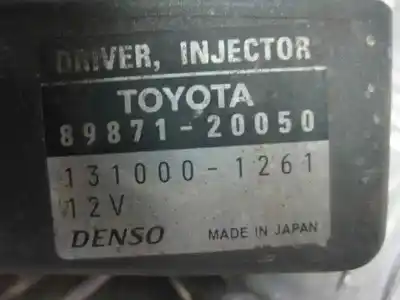 DRIVER, INJECTOR
TOYOTA
89871-20050
131000-1261
12V
DENSO MADE IN JAPAN